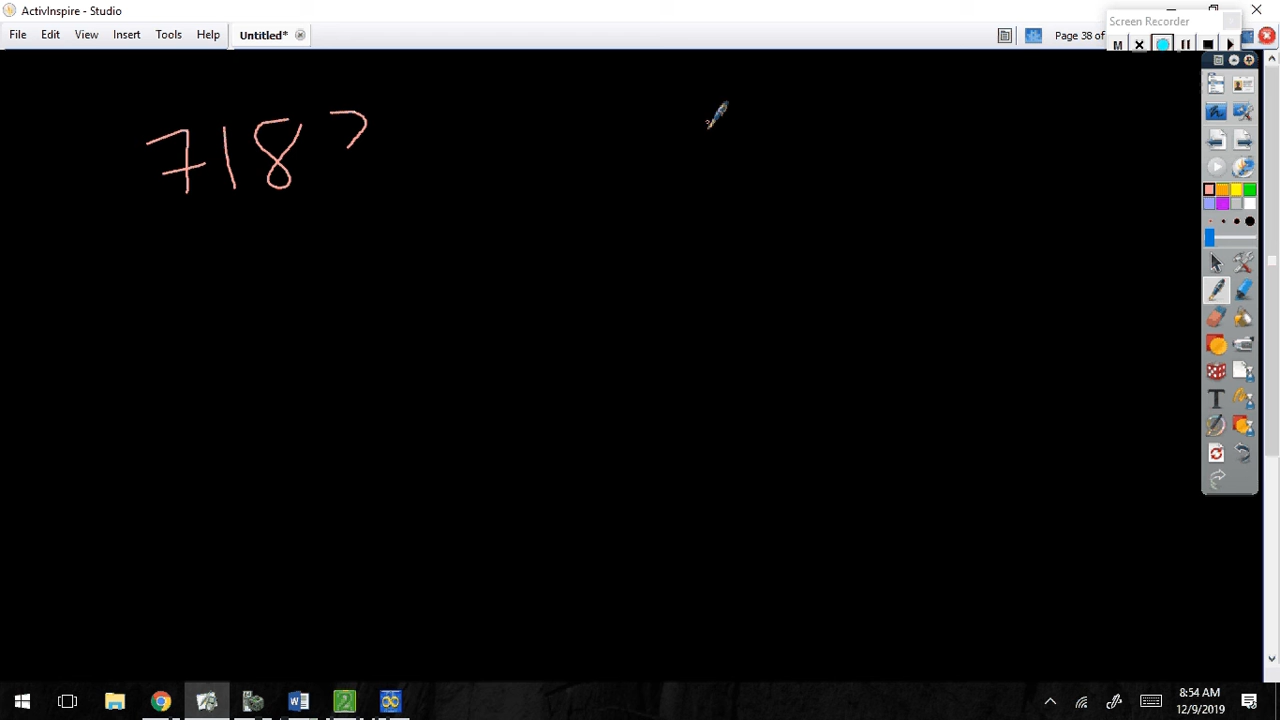 ActivInspire - Studio
Screen Recorder
File Edit View Insert Tools Help Untitled* Page 38 of
718?
8:54 AM
12/9/2019